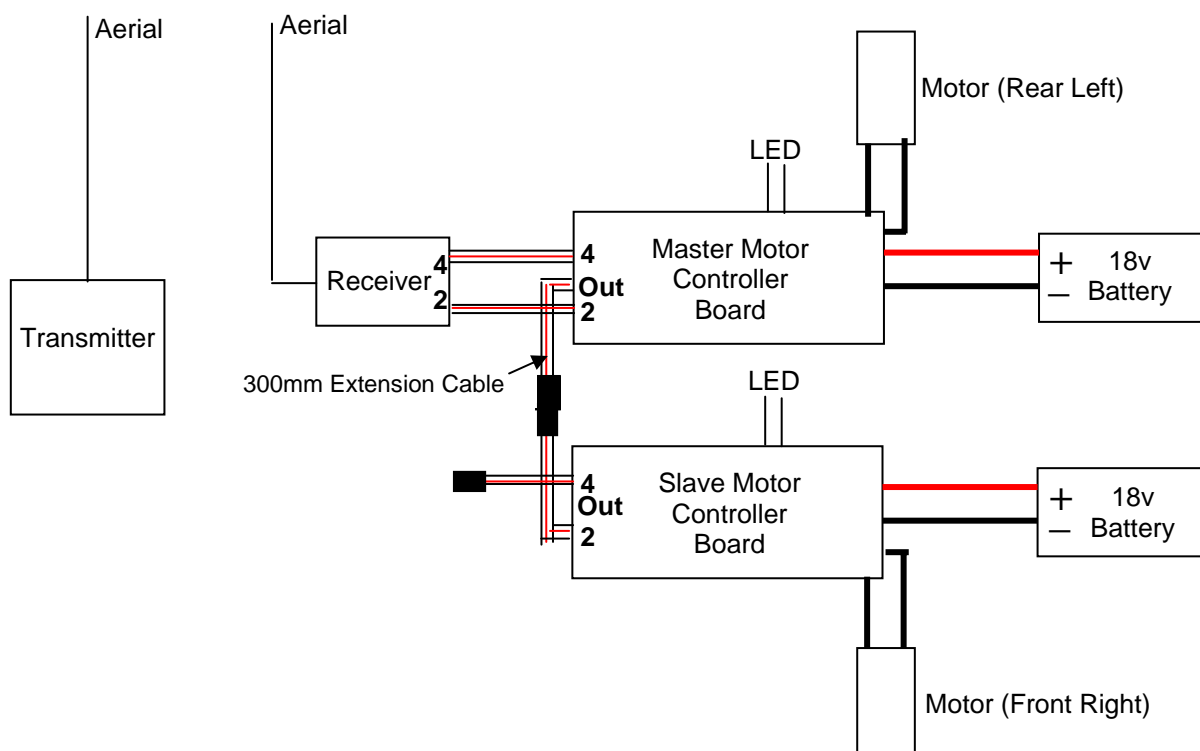 Aerial
Aerial
Motor (Rear Left)
LED
Transmitter
Receiver
4
2
4
Out
2
Master Motor
Controller
Board
+
–
18v
Battery
300mm Extension Cable
LED
4
Out
2
Slave Motor
Controller
Board
+
–
18v
Battery
Motor (Front Right)